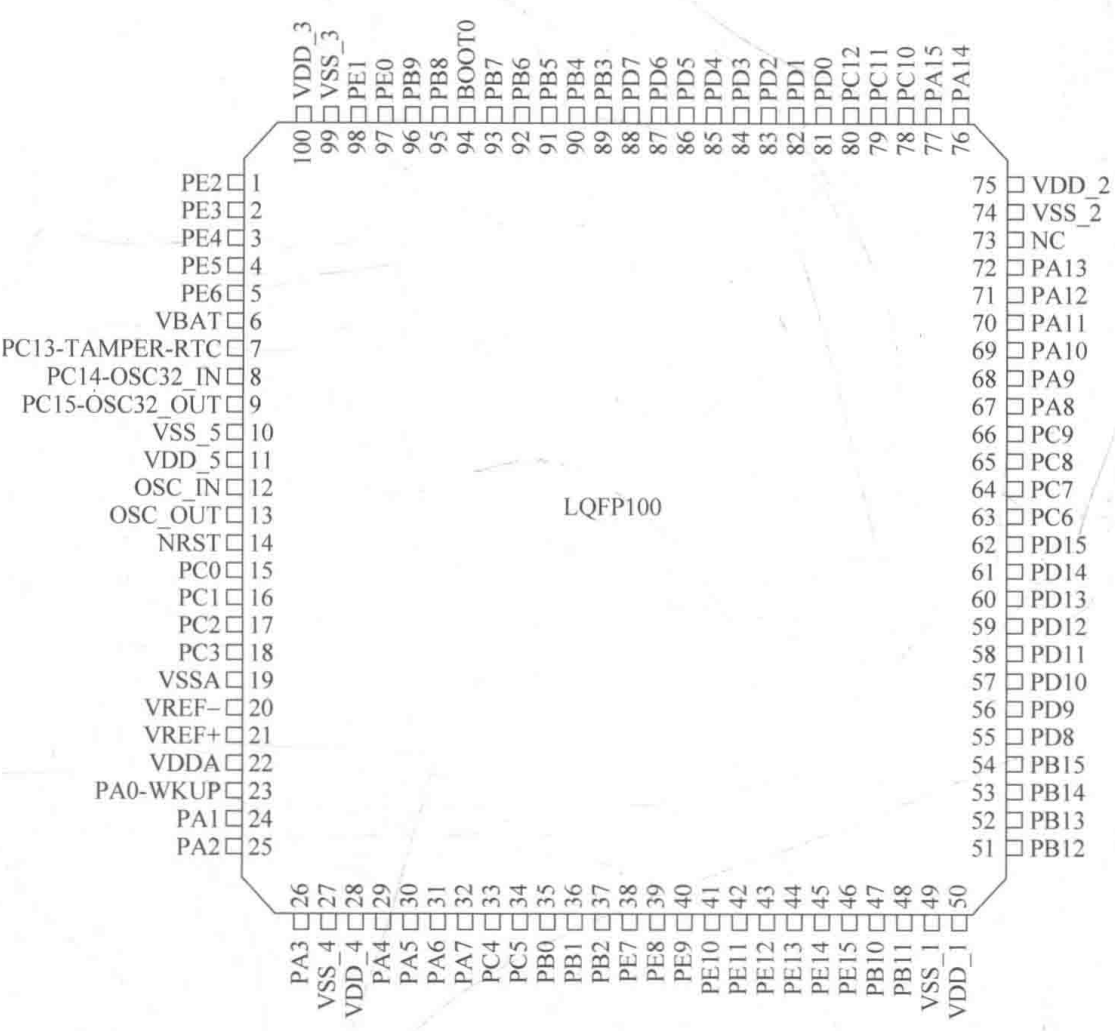 VDD_3
VSS_3
PE1
PE0
PB9
PB8
BOOT0
PB7
PB6
PB5
PB4
PB3
PD7
PD6
PD5
PD4
PD3
PD2
PD1
PD0
PC12
PC11
PC10
PA15
PA14
100
99
98
97
96
95
94
93
92
91
90
89
88
87
86
85
84
83
82
81
80
79
78
77
76
PE2 1
PE3 2
PE4 3
PE5 4
PE6 5
VBAT 6
PC13-TAMPER-RTC 7
PC14-OSC32_IN 8
PC15-OSC32_OUT 9
VSS_5 10
VDD_5 11
OSC_IN 12
OSC_OUT 13
NRST 14
PC0 15
PC1 16
PC2 17
PC3 18
VSSA 19
VREF− 20
VREF+ 21
VDDA 22
PA0-WKUP 23
PA1 24
PA2 25
LQFP100
75 VDD_2
74 VSS_2
73 NC
72 PA13
71 PA12
70 PA11
69 PA10
68 PA9
67 PA8
66 PC9
65 PC8
64 PC7
63 PC6
62 PD15
61 PD14
60 PD13
59 PD12
58 PD11
57 PD10
56 PD9
55 PD8
54 PB15
53 PB14
52 PB13
51 PB12
26
27
28
29
30
31
32
33
34
35
36
37
38
39
40
41
42
43
44
45
46
47
48
49
50
PA3
VSS_4
VDD_4
PA4
PA5
PA6
PA7
PC4
PC5
PB0
PB1
PB2
PE7
PE8
PE9
PE10
PE11
PE12
PE13
PE14
PE15
PB10
PB11
VSS_1
VDD_1